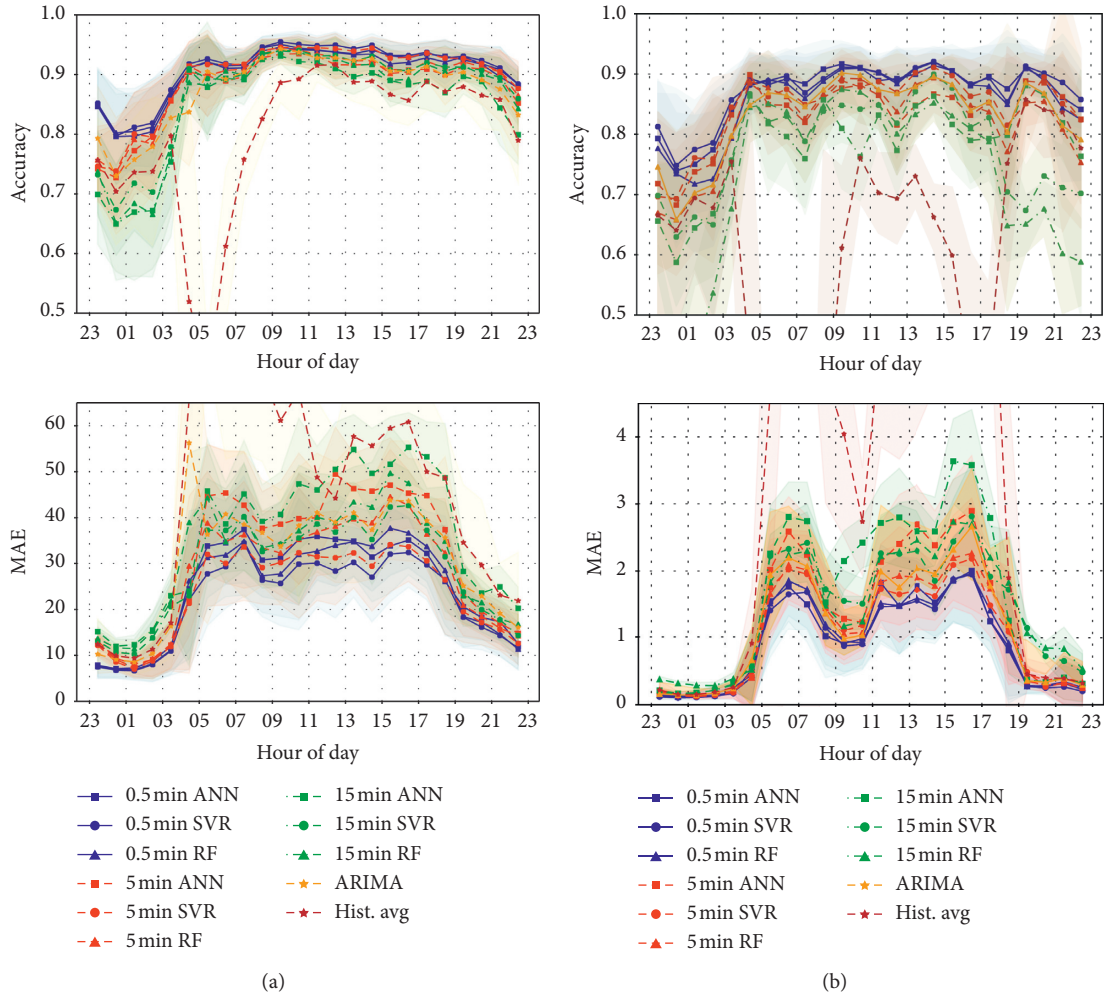 1.0
0.9
0.8
0.7
0.6
0.5
Accuracy
23 01 03 05 07 09 11 13 15 17 19 21 23
Hour of day
1.0
0.9
0.8
0.7
0.6
0.5
Accuracy
23 01 03 05 07 09 11 13 15 17 19 21 23
Hour of day
60
50
40
30
20
10
0
MAE
23 01 03 05 07 09 11 13 15 17 19 21 23
Hour of day
4
3
2
1
0
MAE
23 01 03 05 07 09 11 13 15 17 19 21 23
Hour of day
0.5 min ANN
0.5 min SVR
0.5 min RF
5 min ANN
5 min SVR
5 min RF
15 min ANN
15 min SVR
15 min RF
ARIMA
Hist. avg
(a)
0.5 min ANN
0.5 min SVR
0.5 min RF
5 min ANN
5 min SVR
5 min RF
15 min ANN
15 min SVR
15 min RF
ARIMA
Hist. avg
(b)